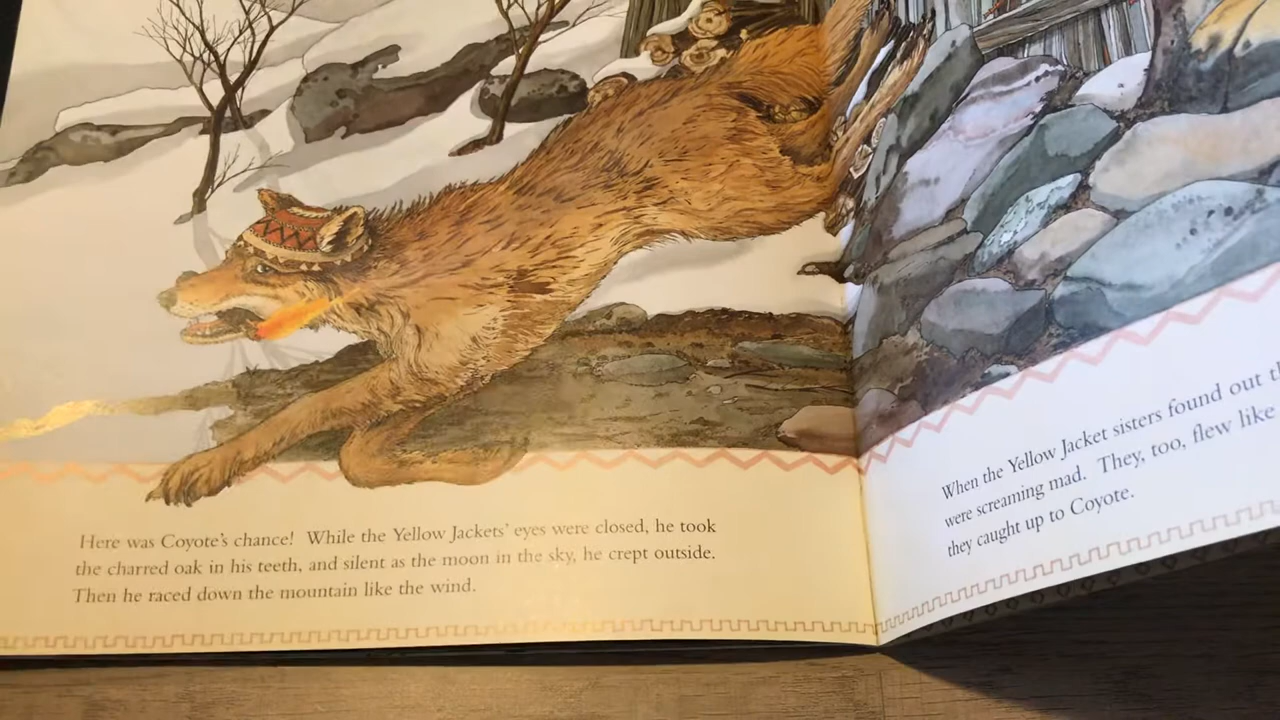 Here was Coyote's chance! While the Yellow Jackets' eyes were closed, he took
the charred oak in his teeth, and silent as the moon in the sky, he crept outside.
Then he raced down the mountain like the wind.
When the Yellow Jacket sisters found out
were screaming mad. They, too, flew like
they caught up to Coyote.